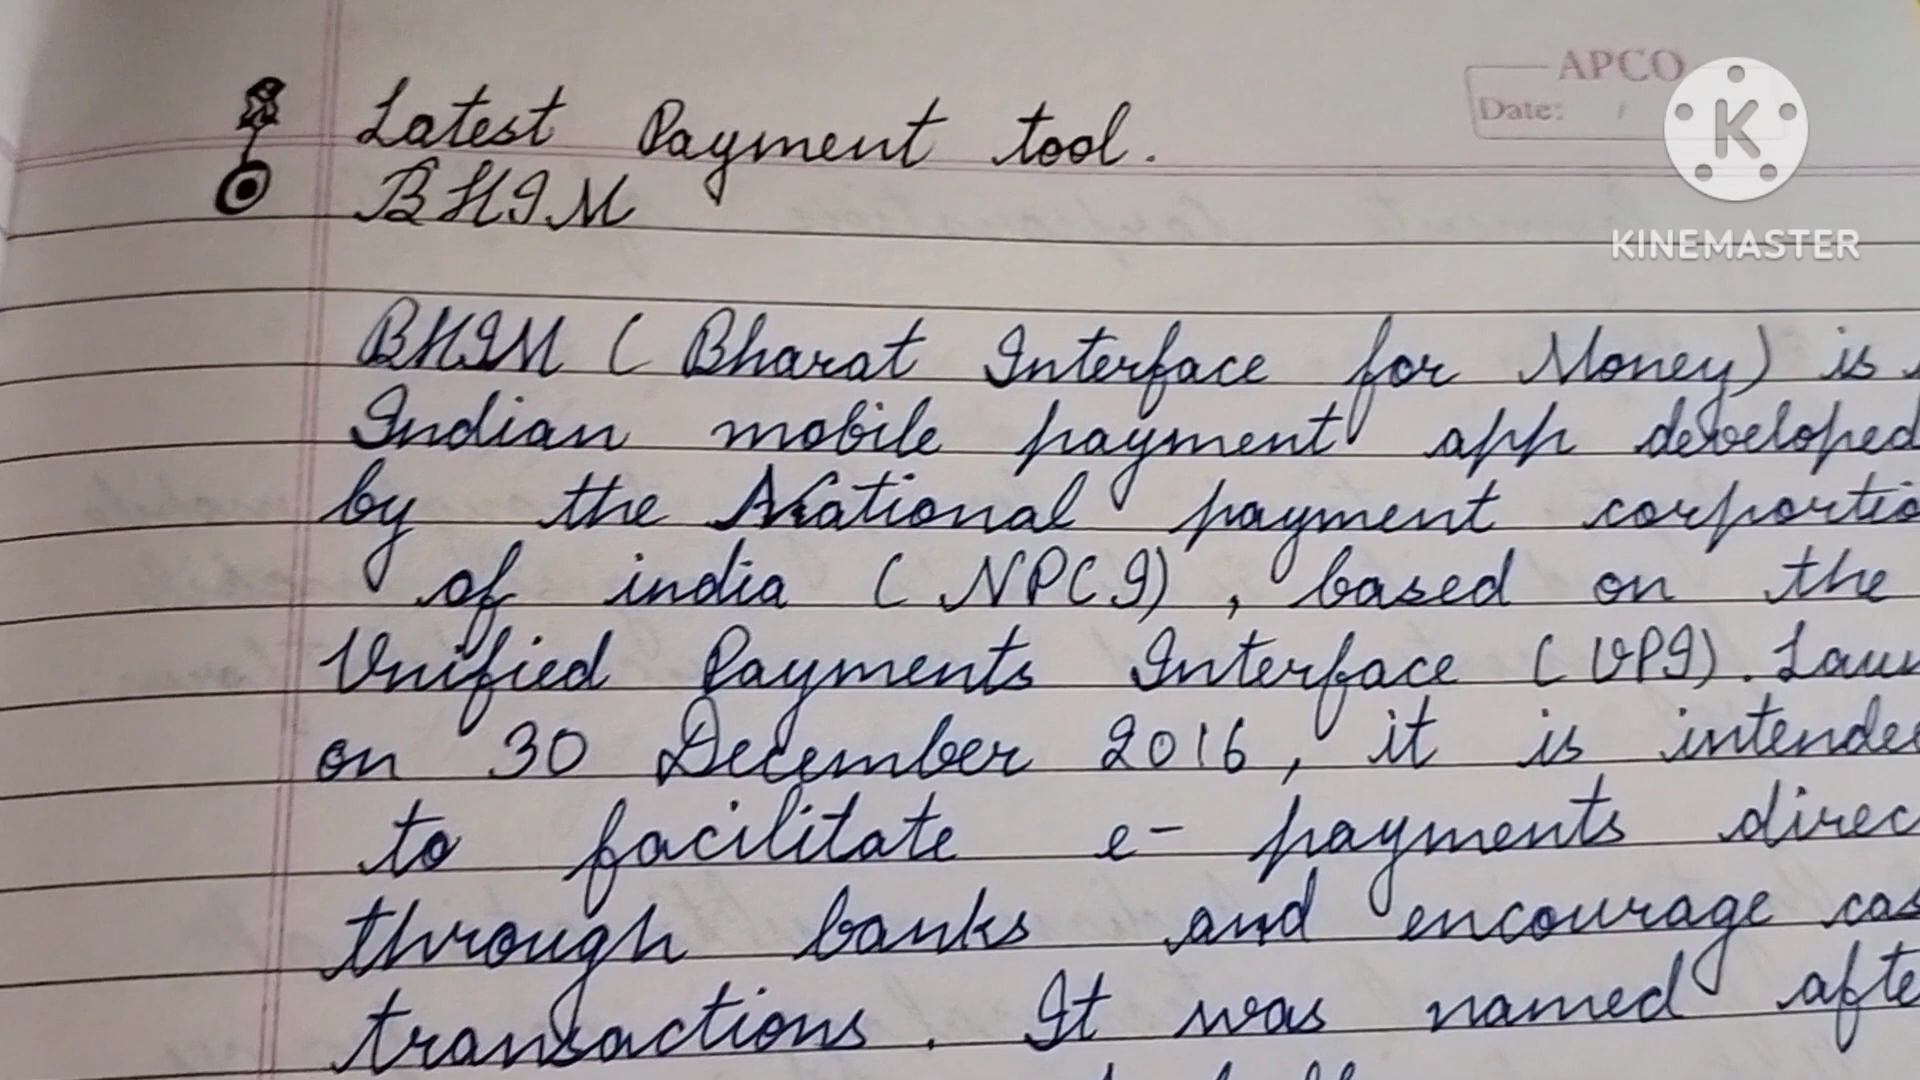 APCO
Date: /
K
KINEMASTER
Latest Payment tool.
BHIM
BHIM ( Bharat Interface for Money) is
Indian mobile payment app developed
by the National payment corportio
of india ( NPCI) , based on the
Unified Payments Interface ( UPI) . Laun
on 30 December 2016, it is intende
to facilitate e- payments direc
through banks and encourage cas
transactions. It was named afte